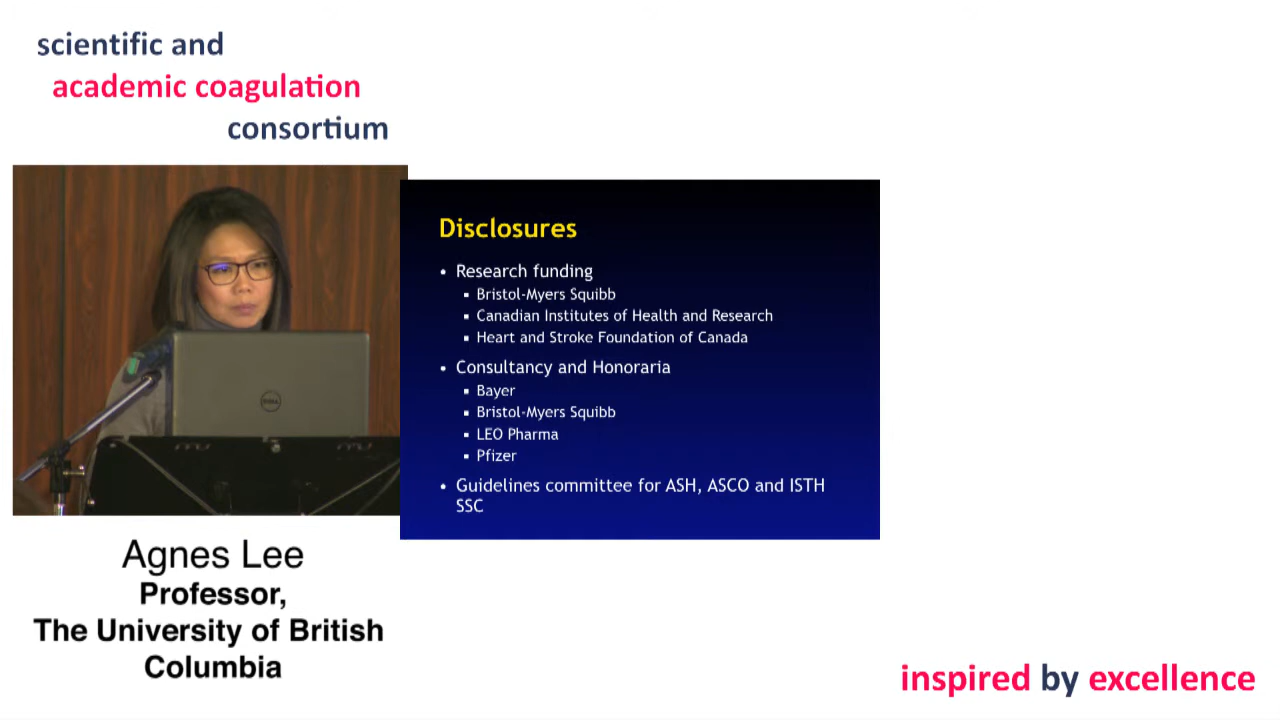 scientific and
academic coagulation
consortium
Disclosures
• Research funding
▪ Bristol-Myers Squibb
▪ Canadian Institutes of Health and Research
▪ Heart and Stroke Foundation of Canada
• Consultancy and Honoraria
▪ Bayer
▪ Bristol-Myers Squibb
▪ LEO Pharma
▪ Pfizer
• Guidelines committee for ASH, ASCO and ISTH
SSC
DELL
Agnes Lee
Professor,
The University of British
Columbia
inspired by excellence